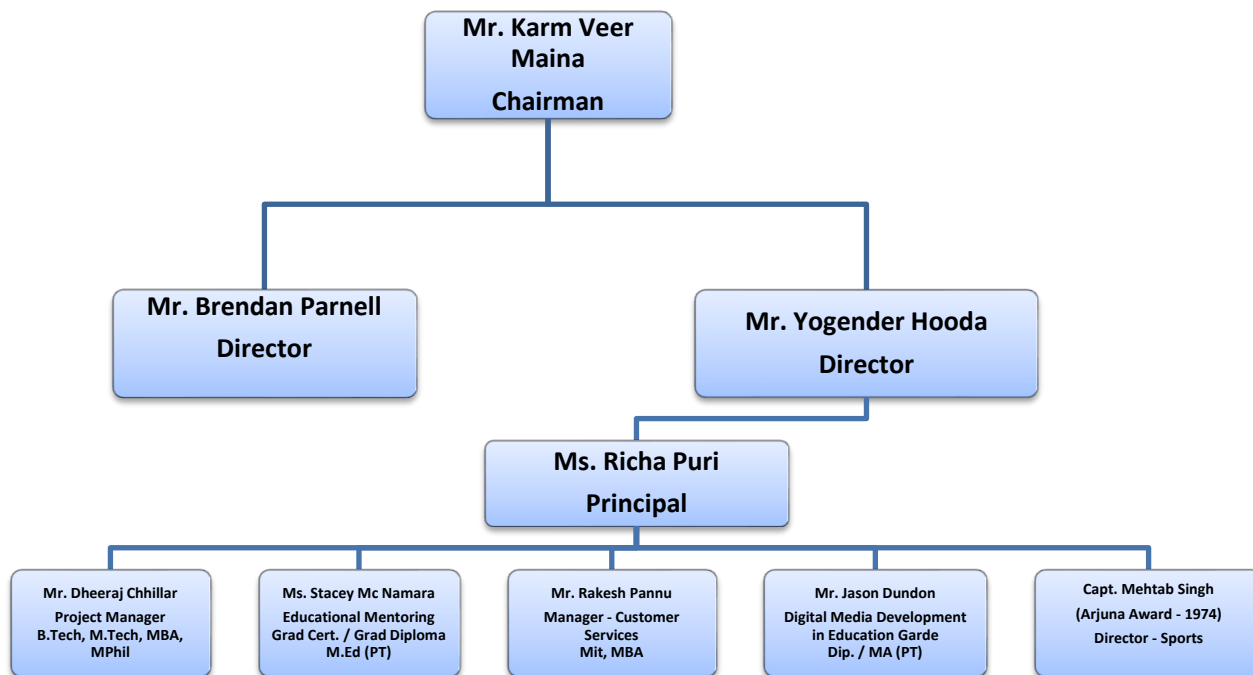 Mr. Karm Veer
Maina
Chairman
Mr. Brendan Parnell
Director
Mr. Yogender Hooda
Director
Ms. Richa Puri
Principal
Mr. Dheeraj Chhillar
Project Manager
B.Tech, M.Tech, MBA,
MPhil
Ms. Stacey Mc Namara
Educational Mentoring
Grad Cert. / Grad Diploma
M.Ed (PT)
Mr. Rakesh Pannu
Manager - Customer
Services
Mit, MBA
Mr. Jason Dundon
Digital Media Development
in Education Garde
Dip. / MA (PT)
Capt. Mehtab Singh
(Arjuna Award - 1974)
Director - Sports